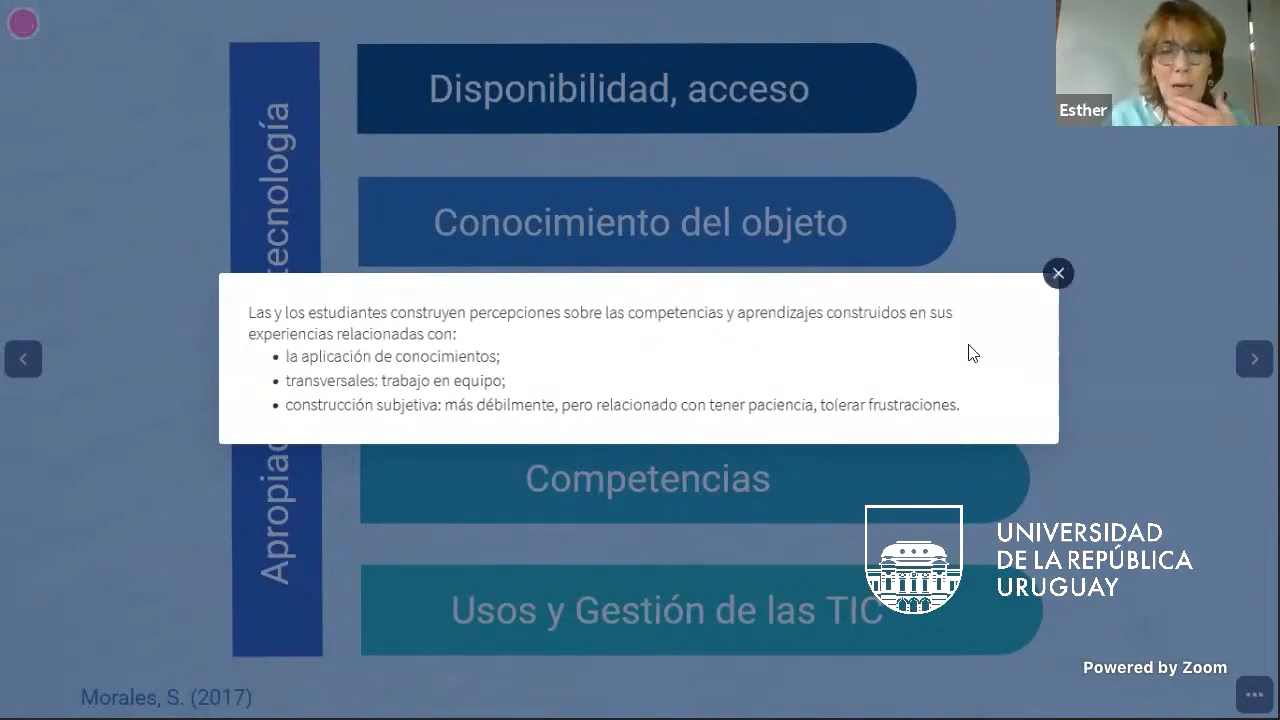 Disponibilidad, acceso
Esther
tecnología
Conocimiento del objeto
Las y los estudiantes construyen percepciones sobre las competencias y aprendizajes construidos en sus
experiencias relacionadas con:
• la aplicación de conocimientos;
• transversales: trabajo en equipo;
• construcción subjetiva: más débilmente, pero relacionado con tener paciencia, tolerar frustraciones.
Apropiac
Competencias
UNIVERSIDAD
DE LA REPÚBLICA
URUGUAY
Usos y Gestión de las TIC
Powered by Zoom
Morales, S. (2017)